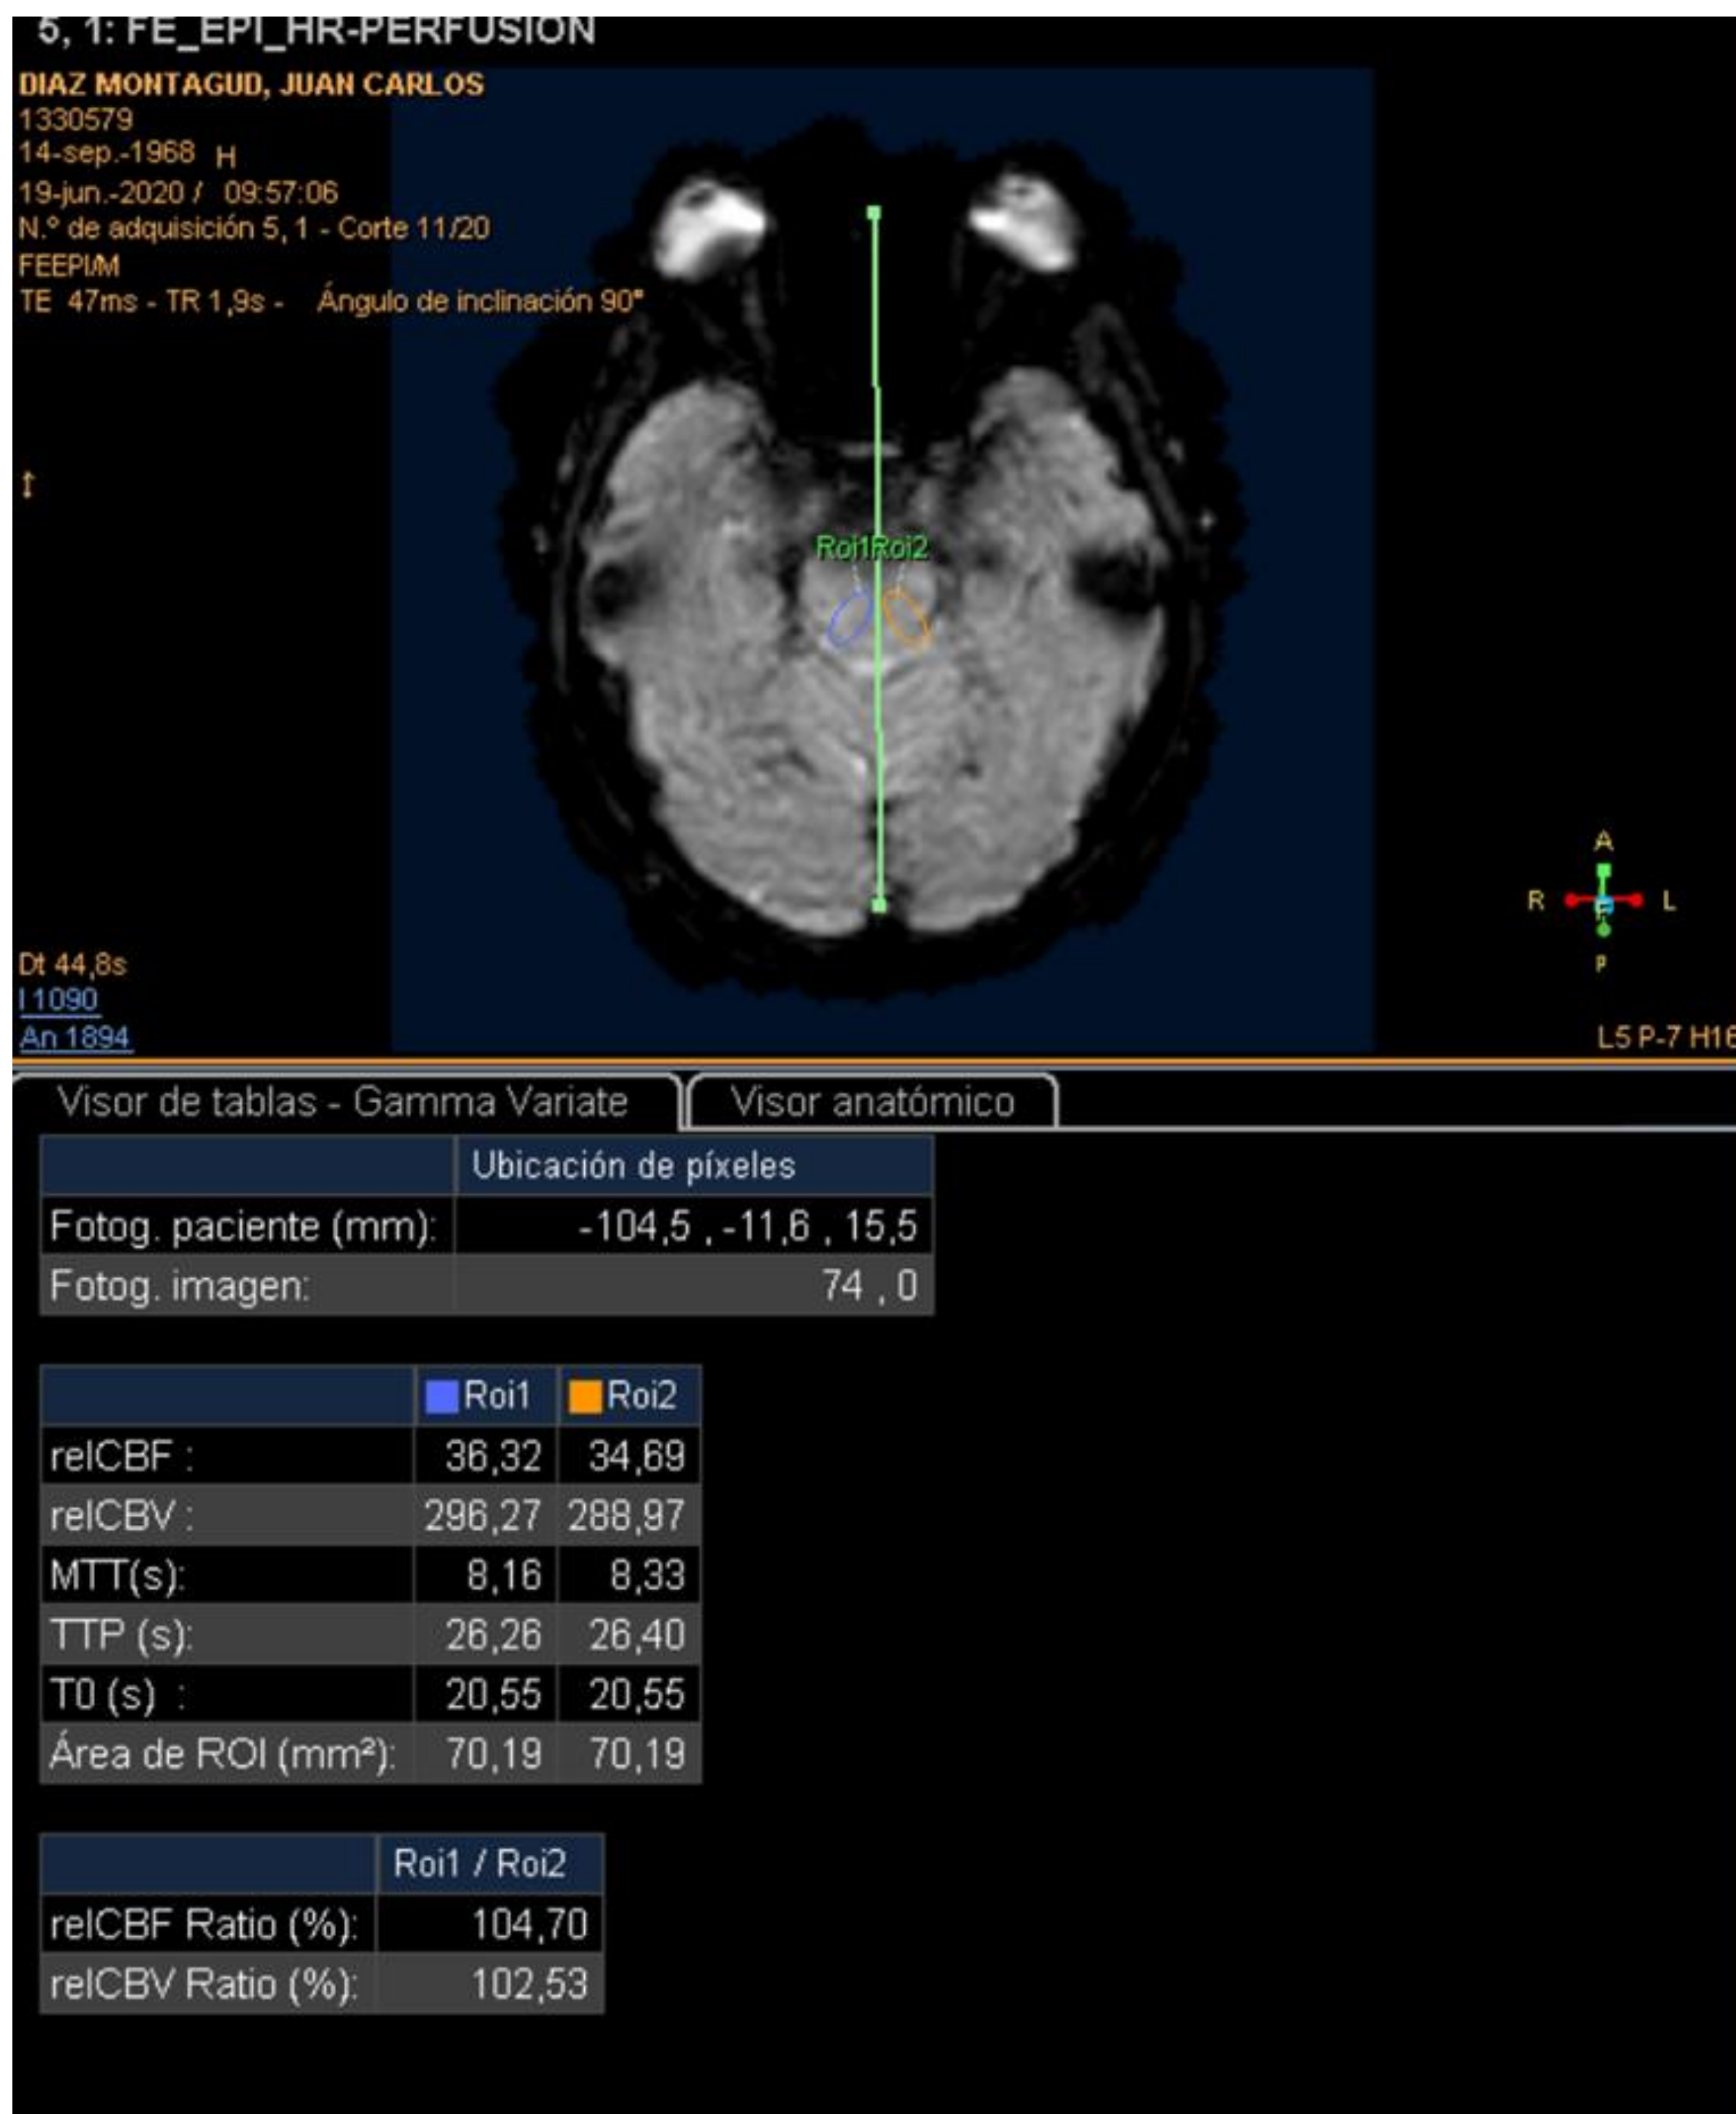 5, 1: FE_EPI_HR-PERFUSION
DIAZ MONTAGUD, JUAN CARLOS
1330579
14-sep.-1968 H
19-jun.-2020 / 09:57:06
N.º de adquisición 5, 1 - Corte 11/20
FEEPI/M
TE 47ms - TR 1,9s - Ángulo de inclinación 90°
Roi1 Roi2
A
R L
P
Dt 44,8s
I 1090
An 1894
L5 P-7 H16
Visor de tablas - Gamma Variate Visor anatómico
Ubicación de píxeles
Fotog. paciente (mm): -104,5 , -11,6 , 15,5
Fotog. imagen: 74 , 0
Roi1 Roi2
relCBF : 36,32 34,69
relCBV : 296,27 288,97
MTT(s): 8,16 8,33
TTP (s): 26,26 26,40
T0 (s) : 20,55 20,55
Área de ROI (mm²): 70,19 70,19
Roi1 / Roi2
relCBF Ratio (%): 104,70
relCBV Ratio (%): 102,53